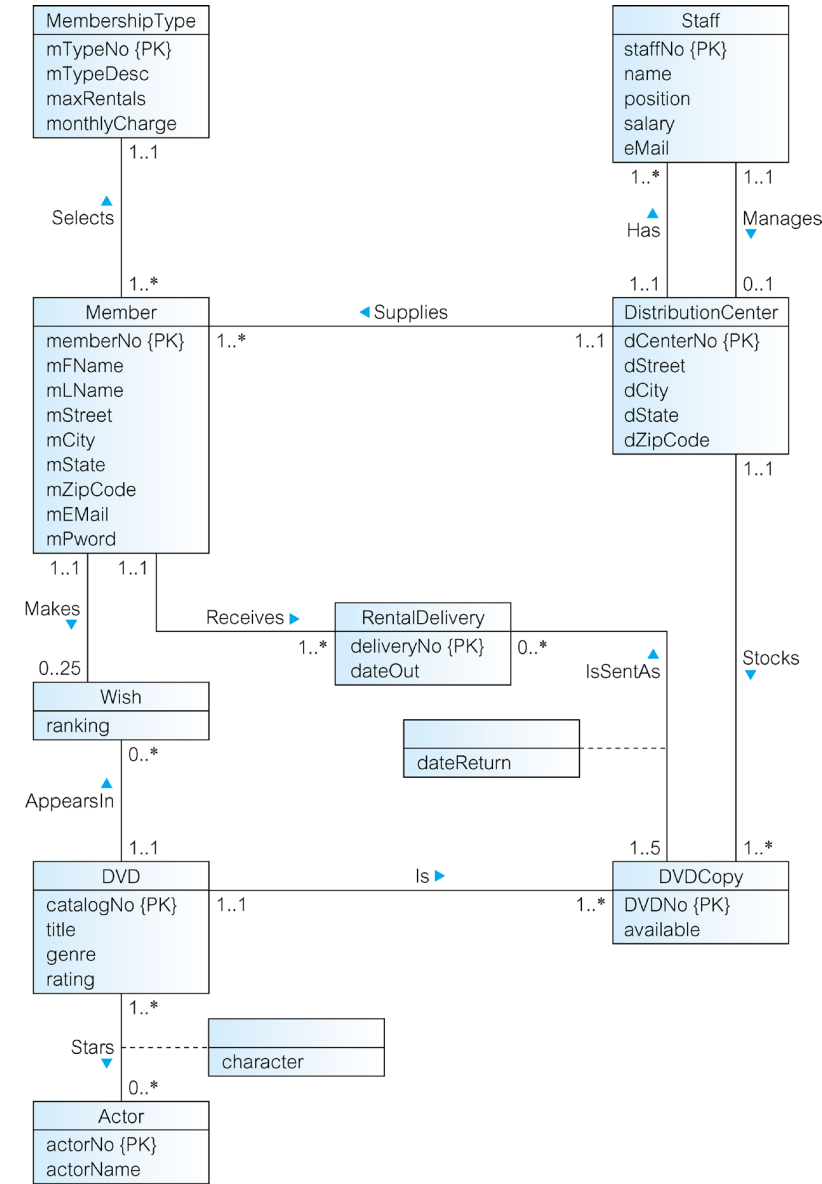 MembershipType
mTypeNo {PK}
mTypeDesc
maxRentals
monthlyCharge
1..1
Selects
1..*
Staff
staffNo {PK}
name
position
salary
eMail
1..*
1..1
Has
Manages
1..1
0..1
Member
memberNo {PK}
mFName
mLName
mStreet
mCity
mState
mZipCode
mEMail
mPword
Supplies
1..*
1..1
DistributionCenter
dCenterNo {PK}
dStreet
dCity
dState
dZipCode
1..1
1..1
1..1
Makes
0..25
Receives
1..*
RentalDelivery
deliveryNo {PK}
dateOut
0..*
IsSentAs
Stocks
Wish
ranking
0..*
dateReturn
AppearsIn
1..1
1..5
1..*
DVD
catalogNo {PK}
title
genre
rating
Is
1..1
1..*
DVDCopy
DVDNo {PK}
available
1..*
Stars
character
0..*
Actor
actorNo {PK}
actorName